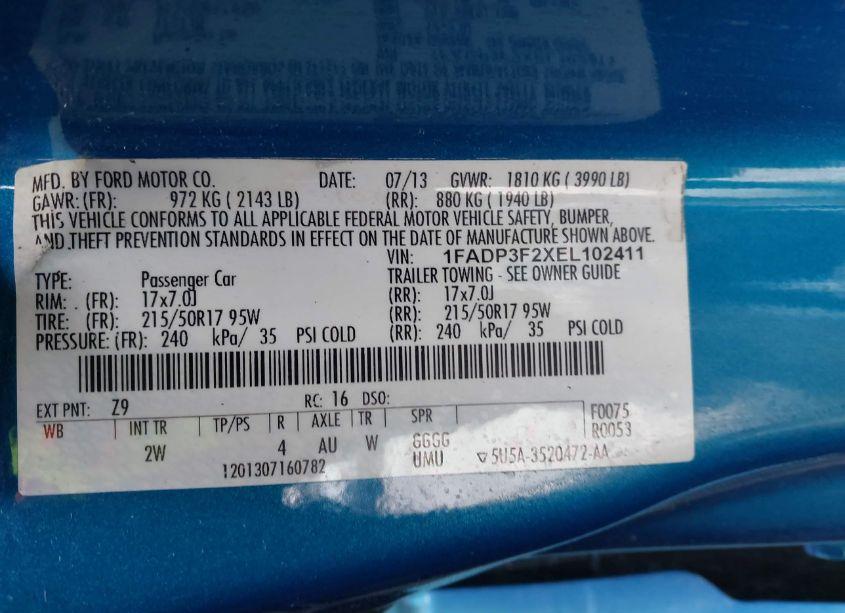 MFD. BY FORD MOTOR CO. DATE: 07/13 GVWR: 1810 KG ( 3990 LB)
GAWR: (FR): 972 KG ( 2143 LB) (RR): 880 KG ( 1940 LB)
THIS VEHICLE CONFORMS TO ALL APPLICABLE FEDERAL MOTOR VEHICLE SAFETY, BUMPER,
AND THEFT PREVENTION STANDARDS IN EFFECT ON THE DATE OF MANUFACTURE SHOWN ABOVE.
VIN: 1FADP3F2XEL102411
TYPE: Passenger Car TRAILER TOWING - SEE OWNER GUIDE
RIM: (FR): 17x7.0J (RR): 17x7.0J
TIRE: (FR): 215/50R17 95W (RR): 215/50R17 95W
PRESSURE: (FR): 240 kPa/ 35 PSI COLD (RR): 240 kPa/ 35 PSI COLD
EXT PNT: Z9 RC: 16 DSO: F0075
WB INT TR TP/PS R AXLE TR SPR R0053
2W 4 AU W GGGG
UMU 5U5A-3520472-AA
1201307160782